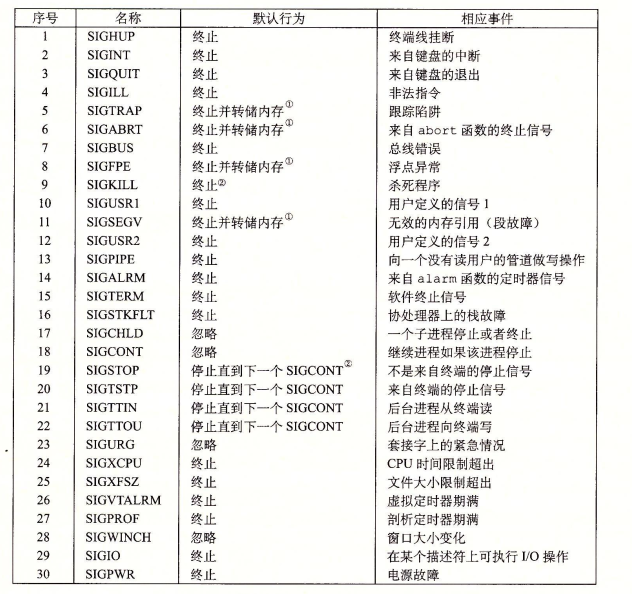 序号 名称 默认行为 相应事件
1 SIGHUP 终止 终端线挂断
2 SIGINT 终止 来自键盘的中断
3 SIGQUIT 终止 来自键盘的退出
4 SIGILL 终止 非法指令
5 SIGTRAP 终止并转储内存① 跟踪陷阱
6 SIGABRT 终止并转储内存① 来自 abort 函数的终止信号
7 SIGBUS 终止 总线错误
8 SIGFPE 终止并转储内存① 浮点异常
9 SIGKILL 终止② 杀死程序
10 SIGUSR1 终止 用户定义的信号 1
11 SIGSEGV 终止并转储内存① 无效的内存引用（段故障）
12 SIGUSR2 终止 用户定义的信号 2
13 SIGPIPE 终止 向一个没有读用户的管道做写操作
14 SIGALRM 终止 来自 alarm 函数的定时器信号
15 SIGTERM 终止 软件终止信号
16 SIGSTKFLT 终止 协处理器上的栈故障
17 SIGCHLD 忽略 一个子进程停止或者终止
18 SIGCONT 忽略 继续进程如果该进程停止
19 SIGSTOP 停止直到下一个 SIGCONT② 不是来自终端的停止信号
20 SIGTSTP 停止直到下一个 SIGCONT 来自终端的停止信号
21 SIGTTIN 停止直到下一个 SIGCONT 后台进程从终端读
22 SIGTTOU 停止直到下一个 SIGCONT 后台进程向终端写
23 SIGURG 忽略 套接字上的紧急情况
24 SIGXCPU 终止 CPU 时间限制超出
25 SIGXFSZ 终止 文件大小限制超出
26 SIGVTALRM 终止 虚拟定时器期满
27 SIGPROF 终止 剖析定时器期满
28 SIGWINCH 忽略 窗口大小变化
29 SIGIO 终止 在某个描述符上可执行 I/O 操作
30 SIGPWR 终止 电源故障